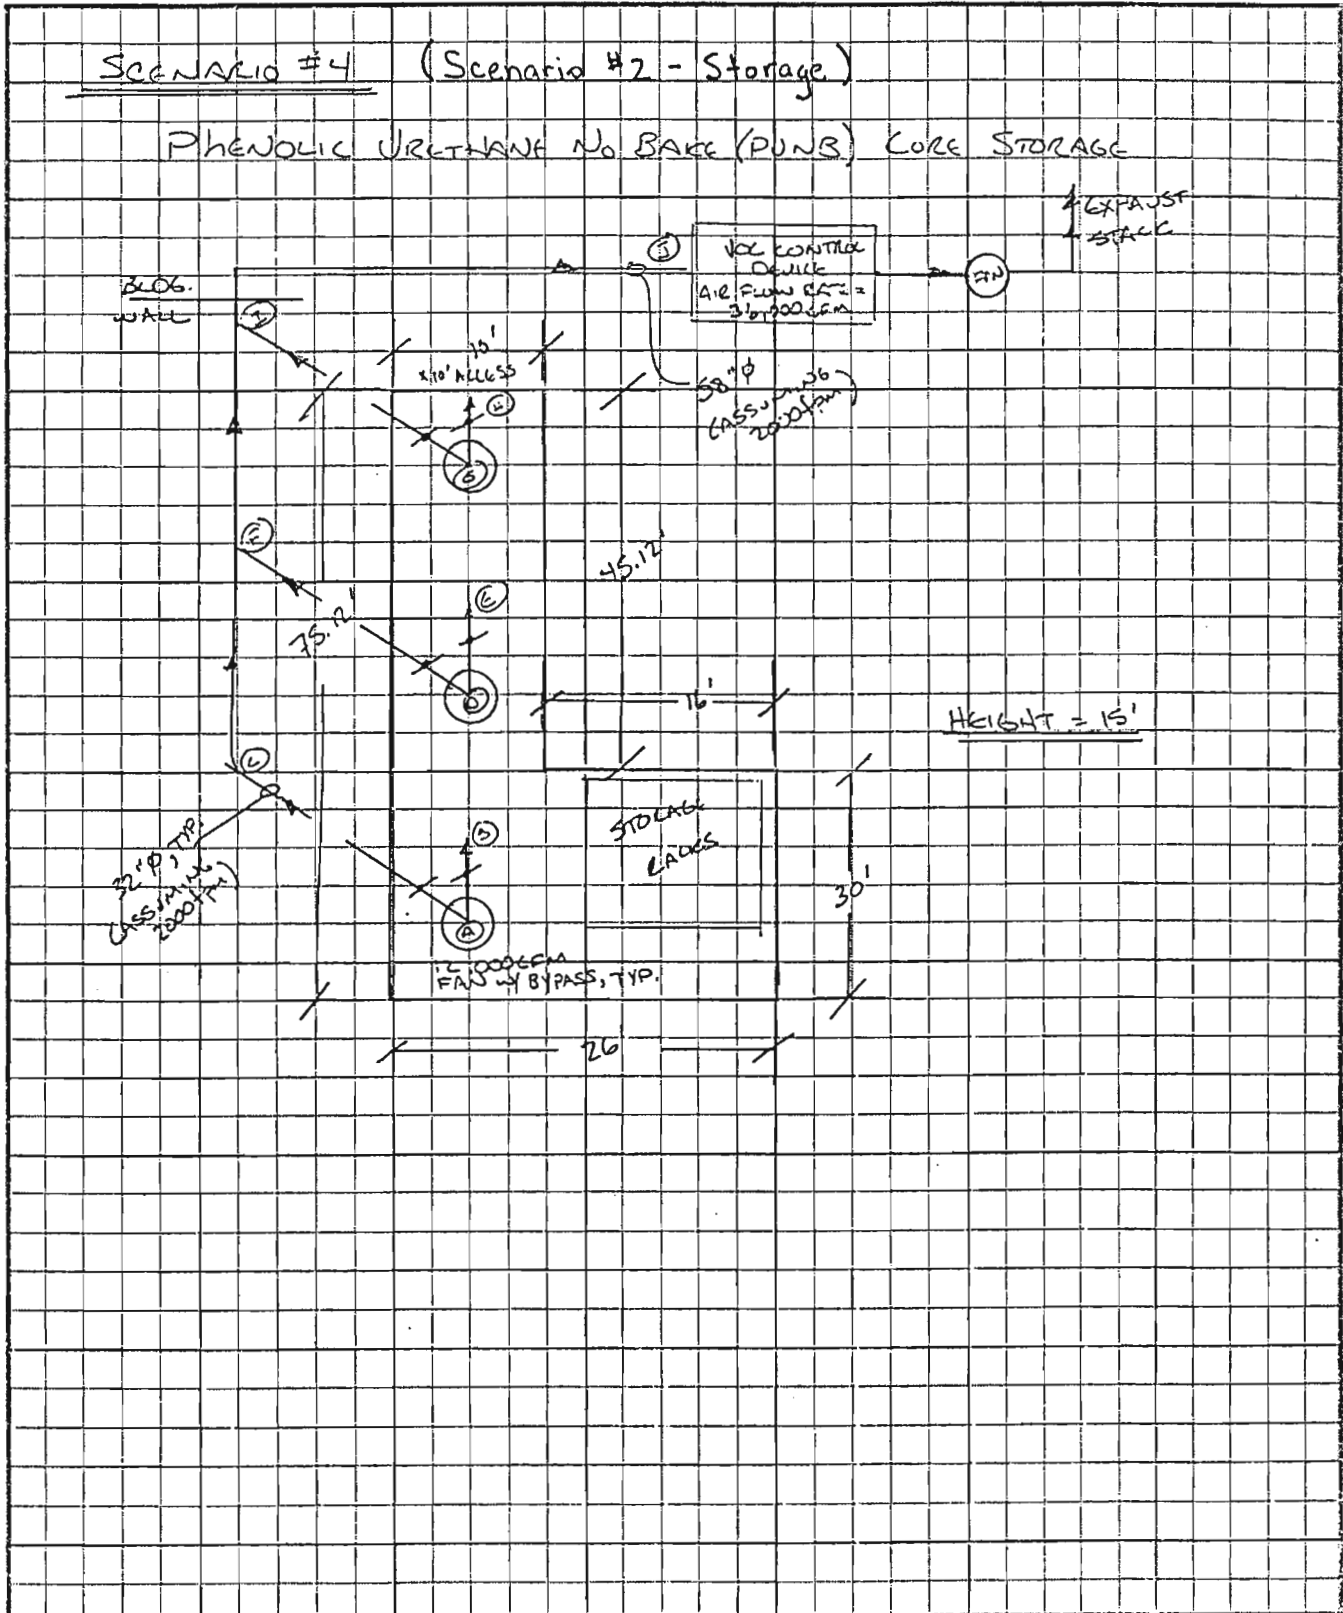 SCENARIO #4 (Scenario #2 - Storage)
PHENOLIC URETHANE NO BAKE (PUNB) CORE STORAGE
EXHAUST
STACK
J
VOC CONTROL
DEVICE
AIR FLOW RATE =
36,000 CFM
FN
BLDG.
WALL
I
10'
x 10' ACCESS
58"φ
(ASSUMING
2000 fpm)
H
G
F
45.12'
E
75.12'
D
16'
HEIGHT = 15'
C
STORAGE
RACKS
B
32"φ, TYP.
(ASSUMING
2000 fpm)
30'
A
12,000 CFM
FAN W/ BYPASS, TYP.
26